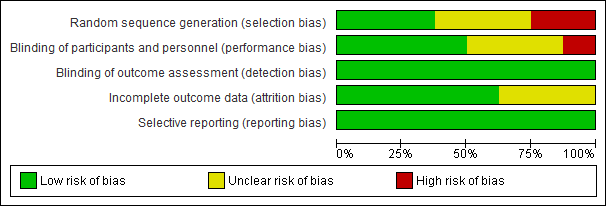 Random sequence generation (selection bias)
Blinding of participants and personnel (performance bias)
Blinding of outcome assessment (detection bias)
Incomplete outcome data (attrition bias)
Selective reporting (reporting bias)
0% 25% 50% 75% 100%
Low risk of bias Unclear risk of bias High risk of bias